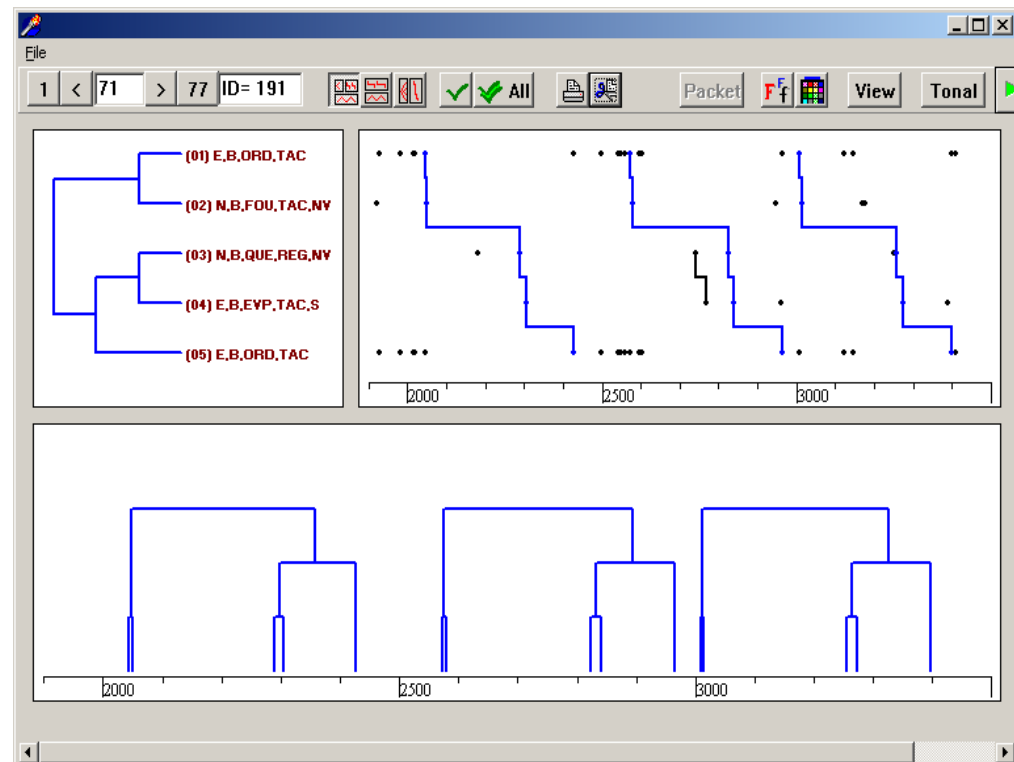 File
1 < 71 > 77 ID= 191 All Packet FFf View Tonal
(01) E,B,ORD,TAC
(02) N,B,FOU,TAC,NV
(03) N,B,QUE,REG,NV
(04) E,B,EVP,TAC,S
(05) E,B,ORD,TAC
2000 2500 3000
2000 2500 3000